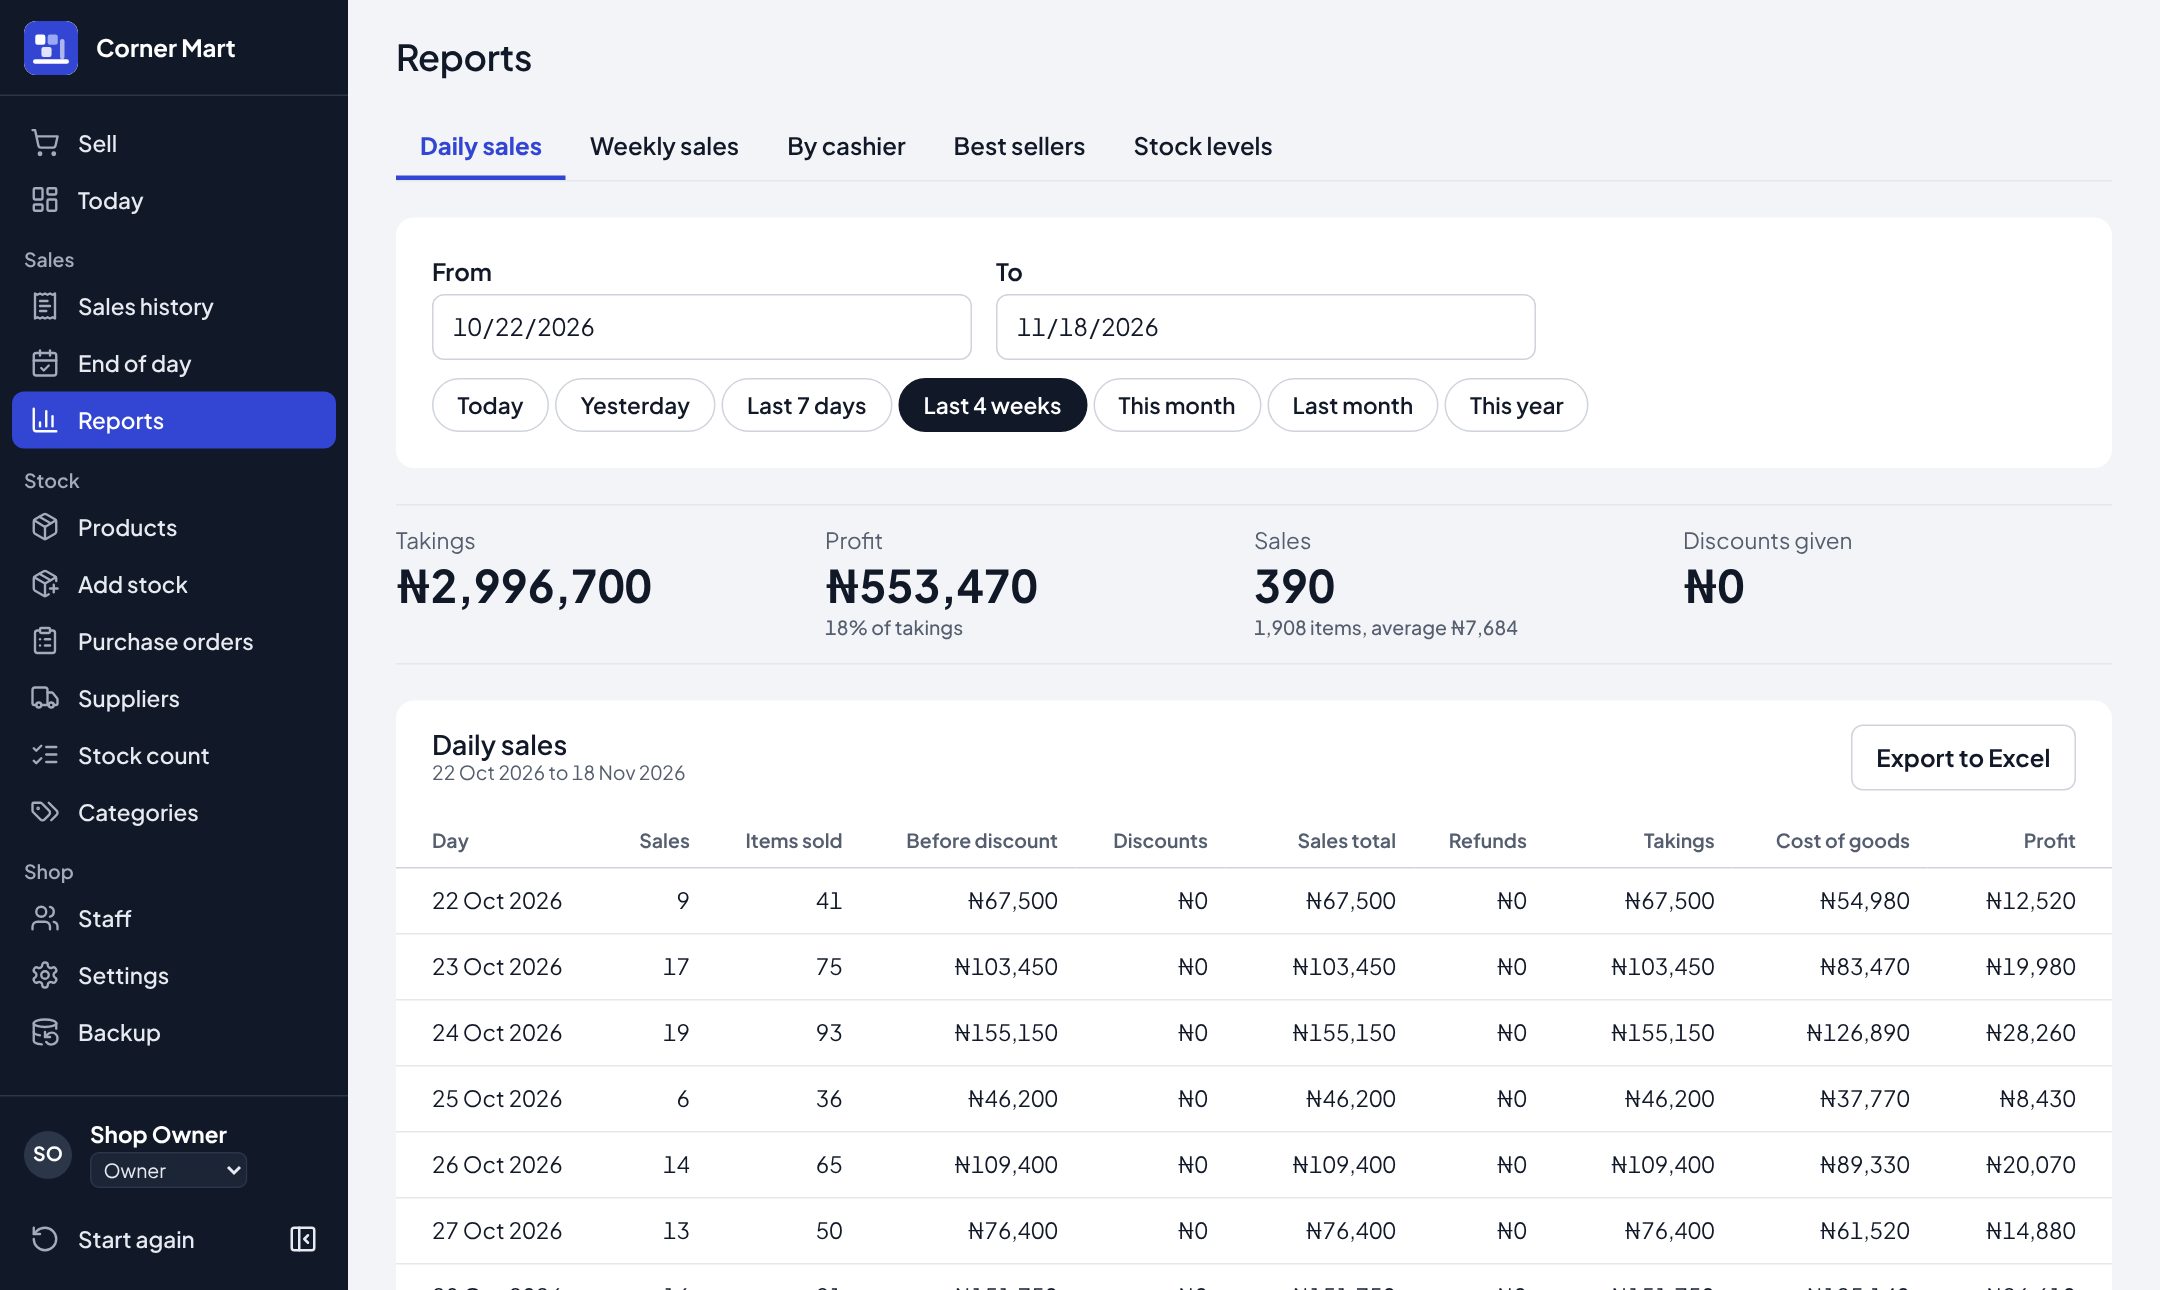 Corner Mart
Sell
Today
Sales
Sales history
End of day
Reports
Stock
Products
Add stock
Purchase orders
Suppliers
Stock count
Categories
Shop
Staff
Settings
Backup
SO
Shop Owner
Owner
Start again
Reports
Daily sales Weekly sales By cashier Best sellers Stock levels
From To
10/22/2026 11/18/2026
Today Yesterday Last 7 days Last 4 weeks This month Last month This year
Takings Profit Sales Discounts given
₦2,996,700 ₦553,470 390 ₦0
18% of takings 1,908 items, average ₦7,684
Daily sales
22 Oct 2026 to 18 Nov 2026
Export to Excel
Day Sales Items sold Before discount Discounts Sales total Refunds Takings Cost of goods Profit
22 Oct 2026 9 41 ₦67,500 ₦0 ₦67,500 ₦0 ₦67,500 ₦54,980 ₦12,520
23 Oct 2026 17 75 ₦103,450 ₦0 ₦103,450 ₦0 ₦103,450 ₦83,470 ₦19,980
24 Oct 2026 19 93 ₦155,150 ₦0 ₦155,150 ₦0 ₦155,150 ₦126,890 ₦28,260
25 Oct 2026 6 36 ₦46,200 ₦0 ₦46,200 ₦0 ₦46,200 ₦37,770 ₦8,430
26 Oct 2026 14 65 ₦109,400 ₦0 ₦109,400 ₦0 ₦109,400 ₦89,330 ₦20,070
27 Oct 2026 13 50 ₦76,400 ₦0 ₦76,400 ₦0 ₦76,400 ₦61,520 ₦14,880